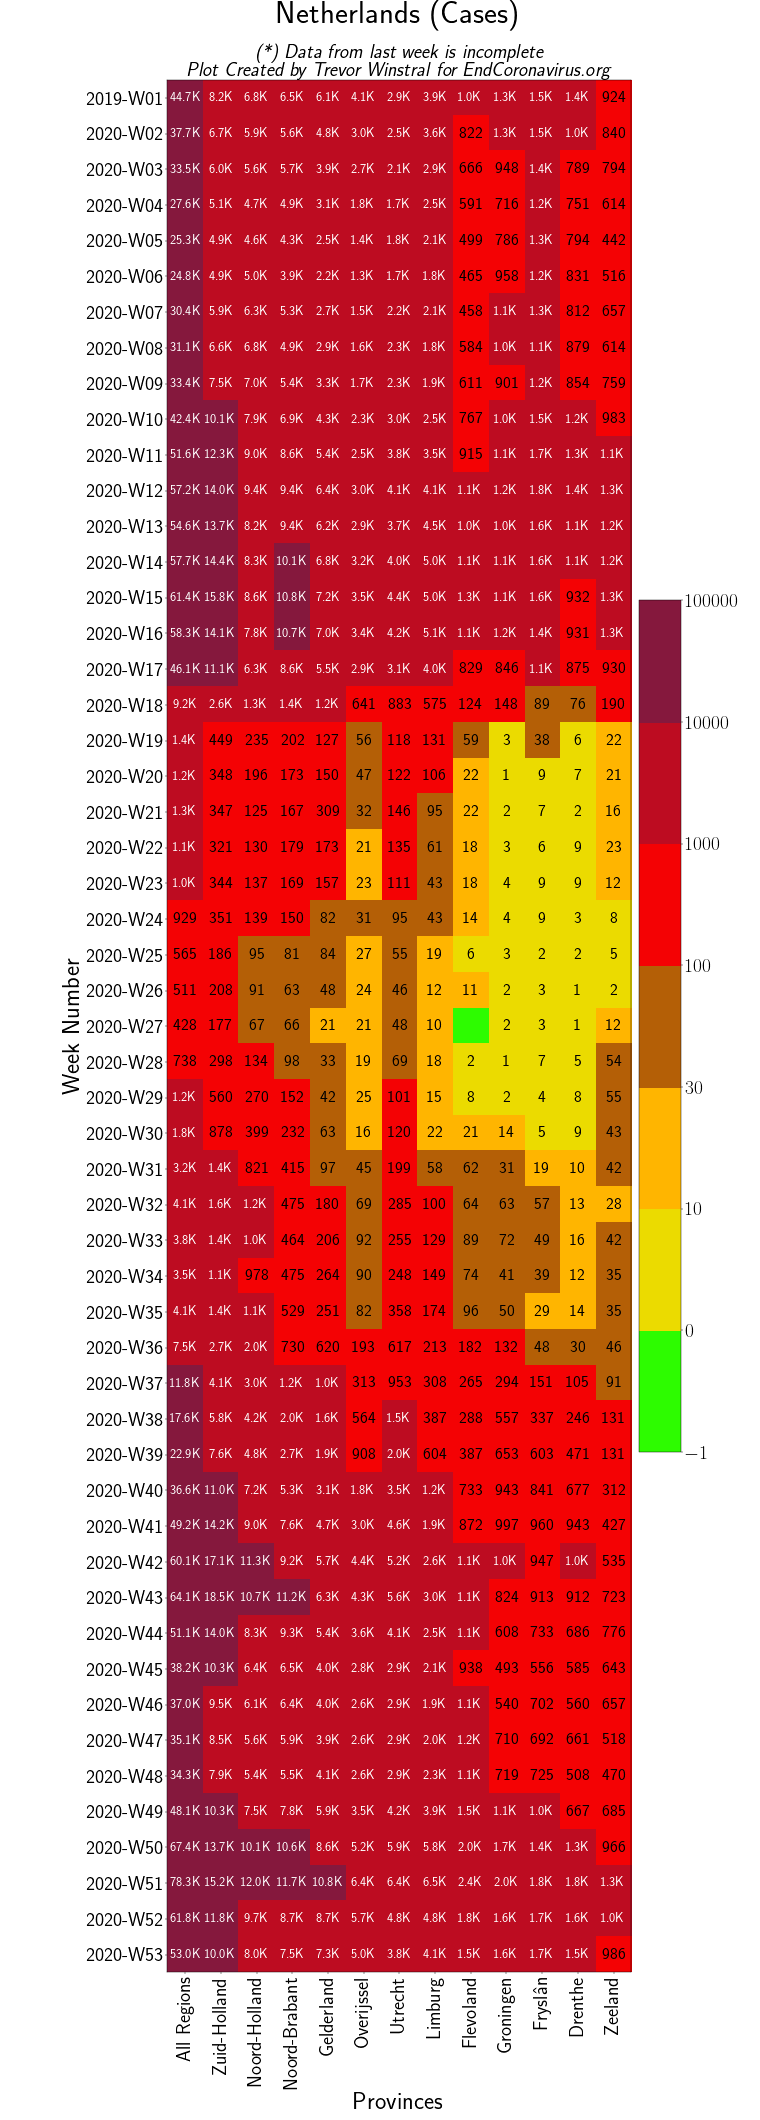 Netherlands (Cases)
(*) Data from last week is incomplete
Plot Created by Trevor Winstral for EndCoronavirus.org
2019-W01 44.7K 8.2K 6.8K 6.5K 6.1K 4.1K 2.9K 3.9K 1.0K 1.3K 1.5K 1.4K 924
2020-W02 37.7K 6.7K 5.9K 5.6K 4.8K 3.0K 2.5K 3.6K 822 1.3K 1.5K 1.0K 840
2020-W03 33.5K 6.0K 5.6K 5.7K 3.9K 2.7K 2.1K 2.9K 666 948 1.4K 789 794
2020-W04 27.6K 5.1K 4.7K 4.9K 3.1K 1.8K 1.7K 2.5K 591 716 1.2K 751 614
2020-W05 25.3K 4.9K 4.6K 4.3K 2.5K 1.4K 1.8K 2.1K 499 786 1.3K 794 442
2020-W06 24.8K 4.9K 5.0K 3.9K 2.2K 1.3K 1.7K 1.8K 465 958 1.2K 831 516
2020-W07 30.4K 5.9K 6.3K 5.3K 2.7K 1.5K 2.2K 2.1K 458 1.1K 1.3K 812 657
2020-W08 31.1K 6.6K 6.8K 4.9K 2.9K 1.6K 2.3K 1.8K 584 1.0K 1.1K 879 614
2020-W09 33.4K 7.5K 7.0K 5.4K 3.3K 1.7K 2.3K 1.9K 611 901 1.2K 854 759
2020-W10 42.4K 10.1K 7.9K 6.9K 4.3K 2.3K 3.0K 2.5K 767 1.0K 1.5K 1.2K 983
2020-W11 51.6K 12.3K 9.0K 8.6K 5.4K 2.5K 3.8K 3.5K 915 1.1K 1.7K 1.3K 1.1K
2020-W12 57.2K 14.0K 9.4K 9.4K 6.4K 3.0K 4.1K 4.1K 1.1K 1.2K 1.8K 1.4K 1.3K
2020-W13 54.6K 13.7K 8.2K 9.4K 6.2K 2.9K 3.7K 4.5K 1.0K 1.0K 1.6K 1.1K 1.2K
2020-W14 57.7K 14.4K 8.3K 10.1K 6.8K 3.2K 4.0K 5.0K 1.1K 1.1K 1.6K 1.1K 1.2K
2020-W15 61.4K 15.8K 8.6K 10.8K 7.2K 3.5K 4.4K 5.0K 1.3K 1.1K 1.6K 932 1.3K
2020-W16 58.3K 14.1K 7.8K 10.7K 7.0K 3.4K 4.2K 5.1K 1.1K 1.2K 1.4K 931 1.3K
2020-W17 46.1K 11.1K 6.3K 8.6K 5.5K 2.9K 3.1K 4.0K 829 846 1.1K 875 930
2020-W18 9.2K 2.6K 1.3K 1.4K 1.2K 641 883 575 124 148 89 76 190
2020-W19 1.4K 449 235 202 127 56 118 131 59 3 38 6 22
2020-W20 1.2K 348 196 173 150 47 122 106 22 1 9 7 21
2020-W21 1.3K 347 125 167 309 32 146 95 22 2 7 2 16
2020-W22 1.1K 321 130 179 173 21 135 61 18 3 6 9 23
2020-W23 1.0K 344 137 169 157 23 111 43 18 4 9 9 12
2020-W24 929 351 139 150 82 31 95 43 14 4 9 3 8
2020-W25 565 186 95 81 84 27 55 19 6 3 2 2 5
2020-W26 511 208 91 63 48 24 46 12 11 2 3 1 2
2020-W27 428 177 67 66 21 21 48 10 2 3 1 12
2020-W28 738 298 134 98 33 19 69 18 2 1 7 5 54
2020-W29 1.2K 560 270 152 42 25 101 15 8 2 4 8 55
2020-W30 1.8K 878 399 232 63 16 120 22 21 14 5 9 43
2020-W31 3.2K 1.4K 821 415 97 45 199 58 62 31 19 10 42
2020-W32 4.1K 1.6K 1.2K 475 180 69 285 100 64 63 57 13 28
2020-W33 3.8K 1.4K 1.0K 464 206 92 255 129 89 72 49 16 42
2020-W34 3.5K 1.1K 978 475 264 90 248 149 74 41 39 12 35
2020-W35 4.1K 1.4K 1.1K 529 251 82 358 174 96 50 29 14 35
2020-W36 7.5K 2.7K 2.0K 730 620 193 617 213 182 132 48 30 46
2020-W37 11.8K 4.1K 3.0K 1.2K 1.0K 313 953 308 265 294 151 105 91
2020-W38 17.6K 5.8K 4.2K 2.0K 1.6K 564 1.5K 387 288 557 337 246 131
2020-W39 22.9K 7.6K 4.8K 2.7K 1.9K 908 2.0K 604 387 653 603 471 131
2020-W40 36.6K 11.0K 7.2K 5.3K 3.1K 1.8K 3.5K 1.2K 733 943 841 677 312
2020-W41 49.2K 14.2K 9.0K 7.6K 4.7K 3.0K 4.6K 1.9K 872 997 960 943 427
2020-W42 60.1K 17.1K 11.3K 9.2K 5.7K 4.4K 5.2K 2.6K 1.1K 1.0K 947 1.0K 535
2020-W43 64.1K 18.5K 10.7K 11.2K 6.3K 4.3K 5.6K 3.0K 1.1K 824 913 912 723
2020-W44 51.1K 14.0K 8.3K 9.3K 5.4K 3.6K 4.1K 2.5K 1.1K 608 733 686 776
2020-W45 38.2K 10.3K 6.4K 6.5K 4.0K 2.8K 2.9K 2.1K 938 493 556 585 643
2020-W46 37.0K 9.5K 6.1K 6.4K 4.0K 2.6K 2.9K 1.9K 1.1K 540 702 560 657
2020-W47 35.1K 8.5K 5.6K 5.9K 3.9K 2.6K 2.9K 2.0K 1.2K 710 692 661 518
2020-W48 34.3K 7.9K 5.4K 5.5K 4.1K 2.6K 2.9K 2.3K 1.1K 719 725 508 470
2020-W49 48.1K 10.3K 7.5K 7.8K 5.9K 3.5K 4.2K 3.9K 1.5K 1.1K 1.0K 667 685
2020-W50 67.4K 13.7K 10.1K 10.6K 8.6K 5.2K 5.9K 5.8K 2.0K 1.7K 1.4K 1.3K 966
2020-W51 78.3K 15.2K 12.0K 11.7K 10.8K 6.4K 6.4K 6.5K 2.4K 2.0K 1.8K 1.8K 1.3K
2020-W52 61.8K 11.8K 9.7K 8.7K 8.7K 5.7K 4.8K 4.8K 1.8K 1.6K 1.7K 1.6K 1.0K
2020-W53 53.0K 10.0K 8.0K 7.5K 7.3K 5.0K 3.8K 4.1K 1.5K 1.6K 1.7K 1.5K 986
Week Number
All Regions
Zuid-Holland
Noord-Holland
Noord-Brabant
Gelderland
Overijssel
Utrecht
Limburg
Flevoland
Groningen
Fryslân
Drenthe
Zeeland
Provinces
100000
10000
1000
100
30
10
0
−1